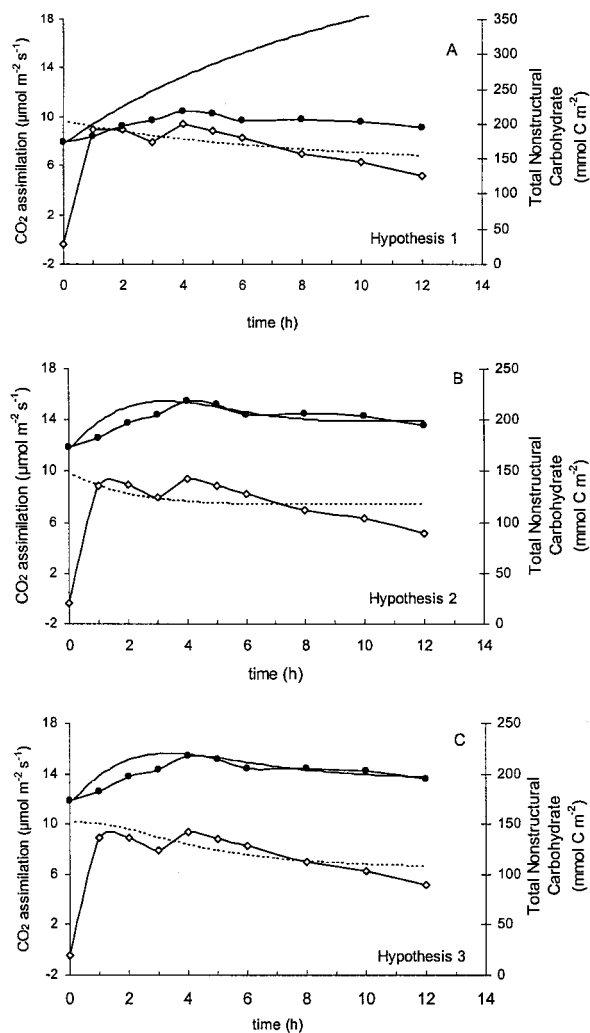 A
CO₂ assimilation (μmol m⁻² s⁻¹)
18
14
10
6
2
-2
350
300
250
200
150
100
50
0
Total Nonstructural
Carbohydrate
(mmol C m⁻²)
Hypothesis 1
0 2 4 6 8 10 12 14
time (h)
B
CO₂ assimilation (μmol m⁻² s⁻¹)
18
14
10
6
2
-2
250
200
150
100
50
0
Total Nonstructural
Carbohydrate
(mmol C m⁻²)
Hypothesis 2
0 2 4 6 8 10 12 14
time (h)
C
CO₂ assimilation (μmol m⁻² s⁻¹)
18
14
10
6
2
-2
250
200
150
100
50
0
Total Nonstructural
Carbohydrate
(mmol C m⁻²)
Hypothesis 3
0 2 4 6 8 10 12 14
time (h)